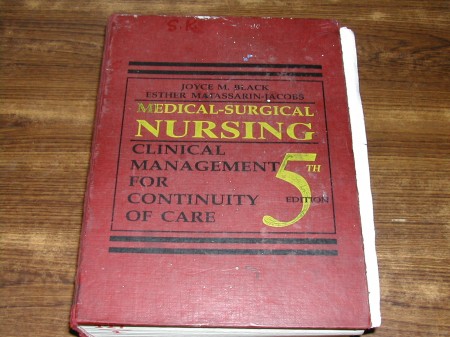 S.K
JOYCE M. BLACK
ESTHER MATASSARIN-JACOBS
MEDICAL-SURGICAL
NURSING
CLINICAL
MANAGEMENT
FOR
CONTINUITY
OF CARE
5TH
EDITION